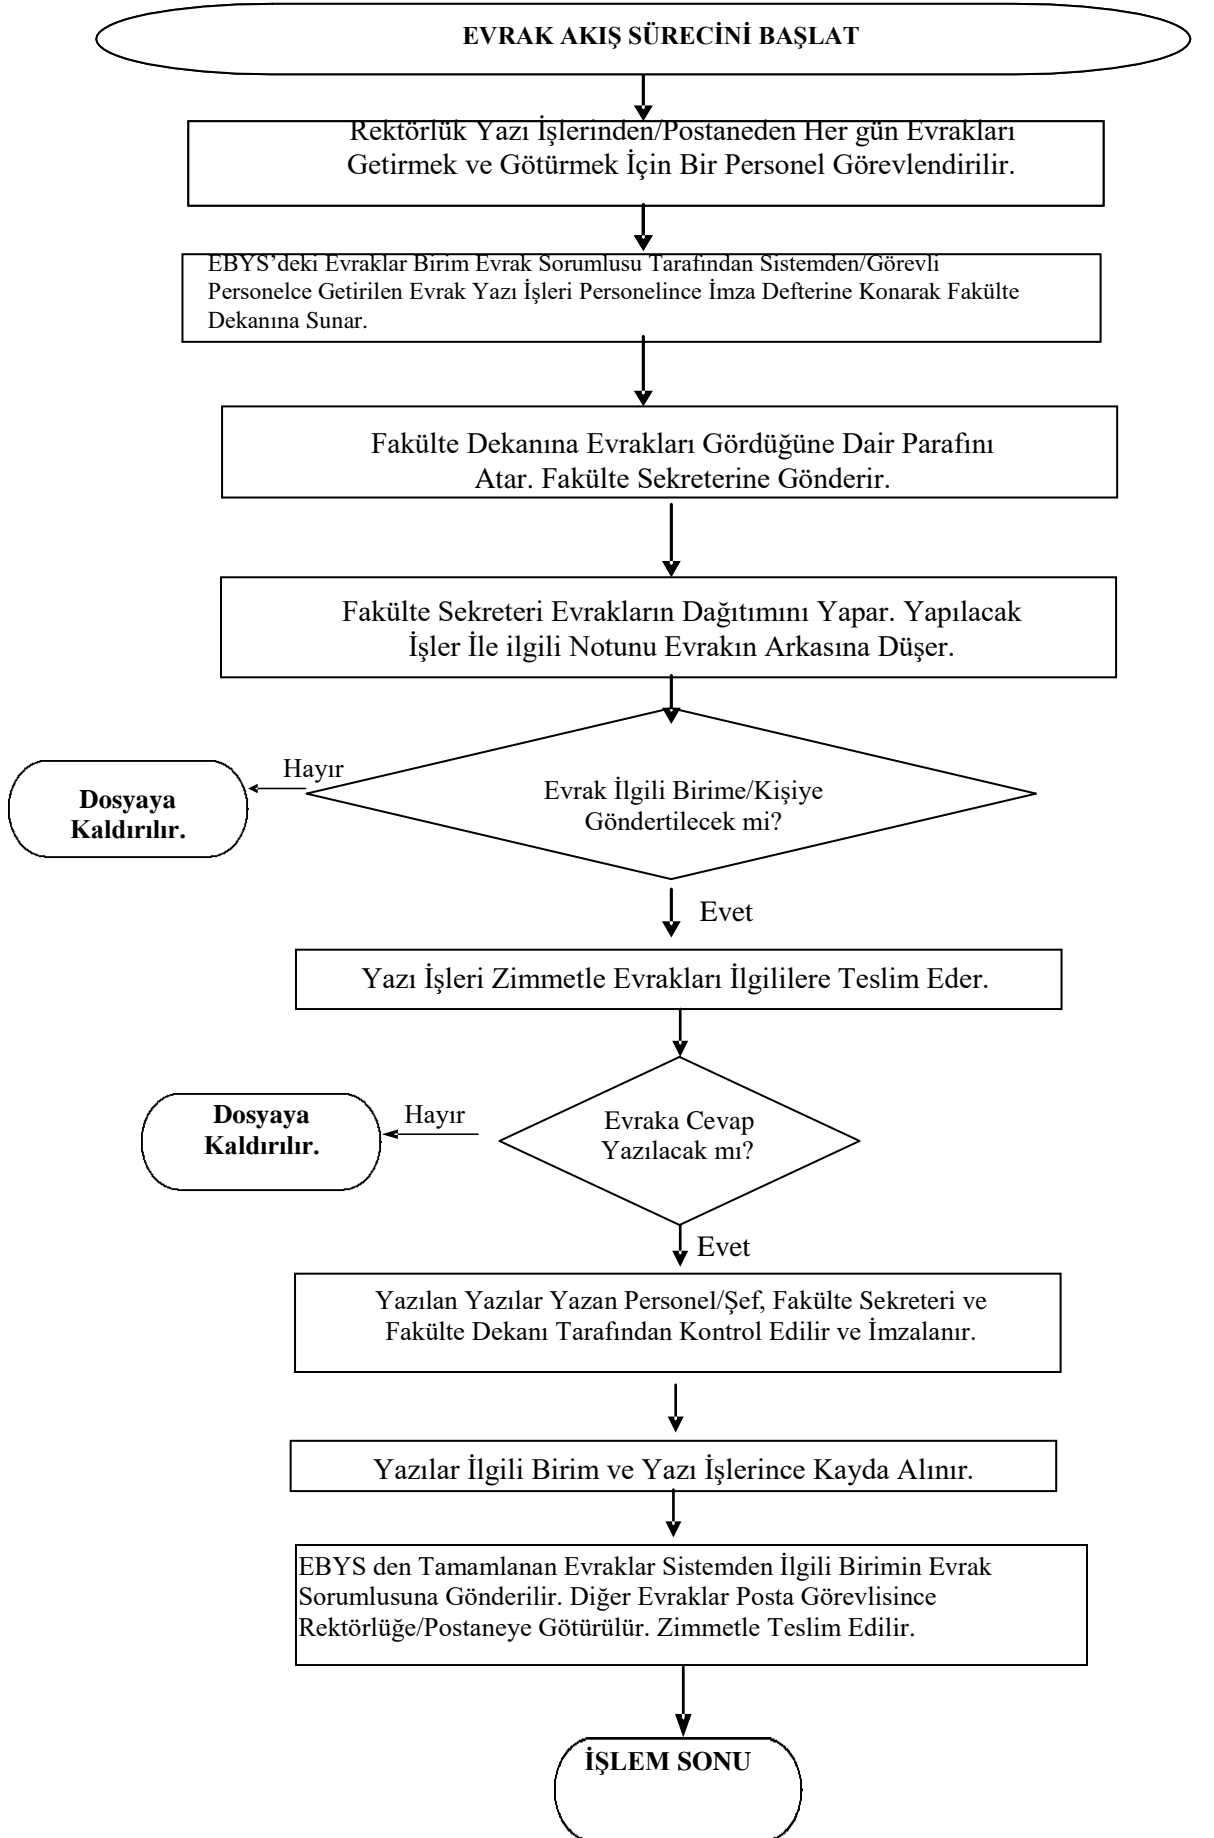 EVRAK AKIŞ SÜRECİNİ BAŞLAT
Rektörlük Yazı İşlerinden/Postaneden Her gün Evrakları
Getirmek ve Götürmek İçin Bir Personel Görevlendirilir.
EBYS’deki Evraklar Birim Evrak Sorumlusu Tarafından Sistemden/Görevli
Personelce Getirilen Evrak Yazı İşleri Personelince İmza Defterine Konarak Fakülte
Dekanına Sunar.
Fakülte Dekanına Evrakları Gördüğüne Dair Parafını
Atar. Fakülte Sekreterine Gönderir.
Fakülte Sekreteri Evrakların Dağıtımını Yapar. Yapılacak
İşler İle ilgili Notunu Evrakın Arkasına Düşer.
Hayır
Dosyaya
Kaldırılır.
Evrak İlgili Birime/Kişiye
Göndertilecek mi?
Evet
Yazı İşleri Zimmetle Evrakları İlgililere Teslim Eder.
Dosyaya
Kaldırılır.
Hayır
Evraka Cevap
Yazılacak mı?
Evet
Yazılan Yazılar Yazan Personel/Şef, Fakülte Sekreteri ve
Fakülte Dekanı Tarafından Kontrol Edilir ve İmzalanır.
Yazılar İlgili Birim ve Yazı İşlerince Kayda Alınır.
EBYS den Tamamlanan Evraklar Sistemden İlgili Birimin Evrak
Sorumlusuna Gönderilir. Diğer Evraklar Posta Görevlisince
Rektörlüğe/Postaneye Götürülür. Zimmetle Teslim Edilir.
İŞLEM SONU